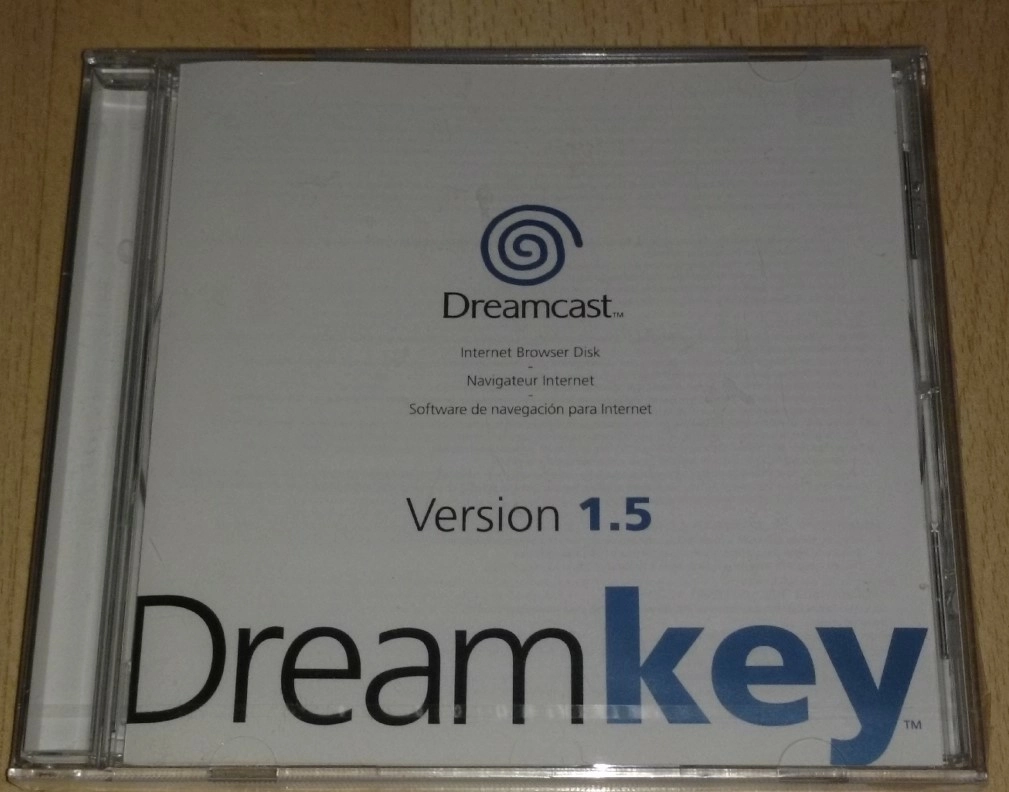 Dreamcast™
Internet Browser Disk
-
Navigateur Internet
-
Software de navegación para Internet
Version 1.5
Dreamkey™